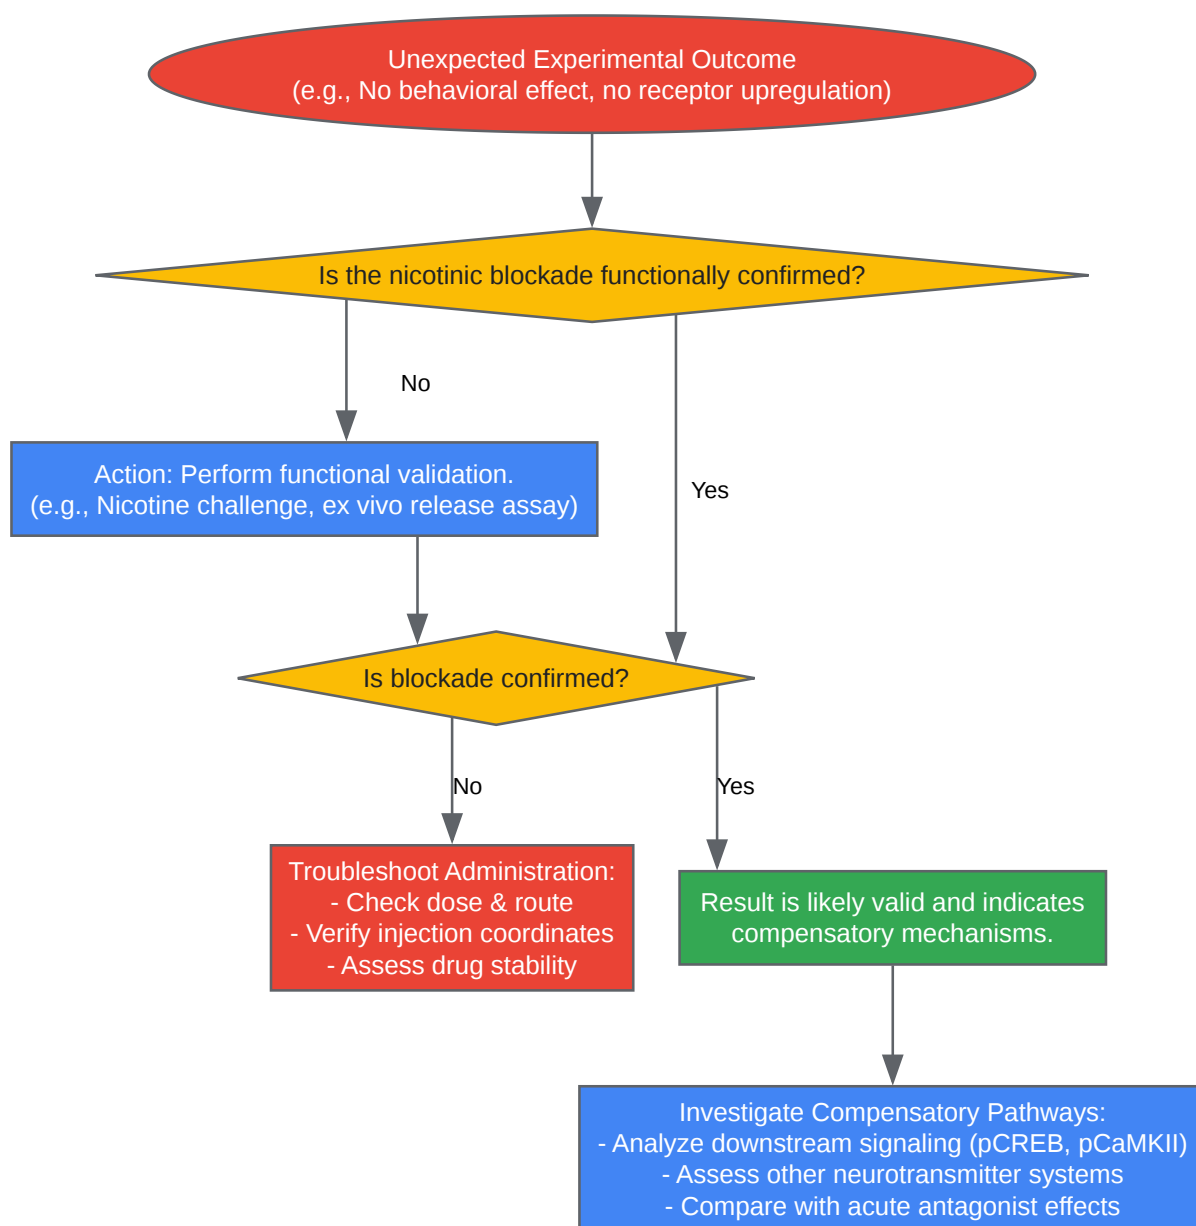 Unexpected Experimental Outcome
(e.g., No behavioral effect, no receptor upregulation)
Is the nicotinic blockade functionally confirmed?
No
Action: Perform functional validation.
(e.g., Nicotine challenge, ex vivo release assay)
Yes
Is blockade confirmed?
No
Yes
Troubleshoot Administration:
- Check dose & route
- Verify injection coordinates
- Assess drug stability
Result is likely valid and indicates
compensatory mechanisms.
Investigate Compensatory Pathways:
- Analyze downstream signaling (pCREB, pCaMKII)
- Assess other neurotransmitter systems
- Compare with acute antagonist effects